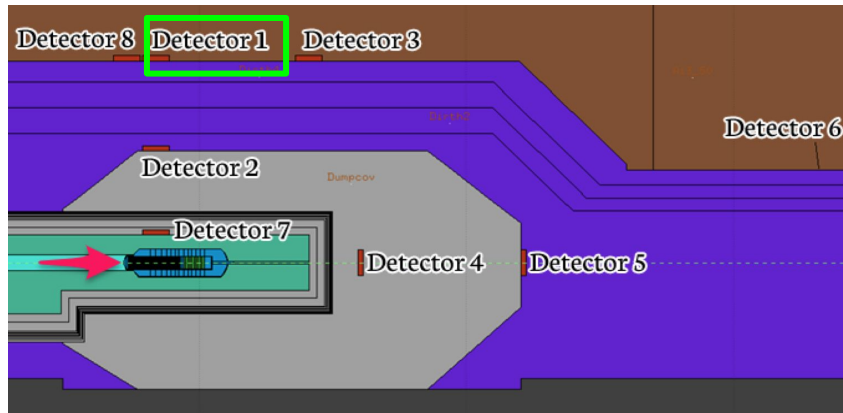 Detector 8
Detector 1
Detector 3
Detector 6
Detector 2
Dumpcov
Detector 7
Detector 4
Detector 5